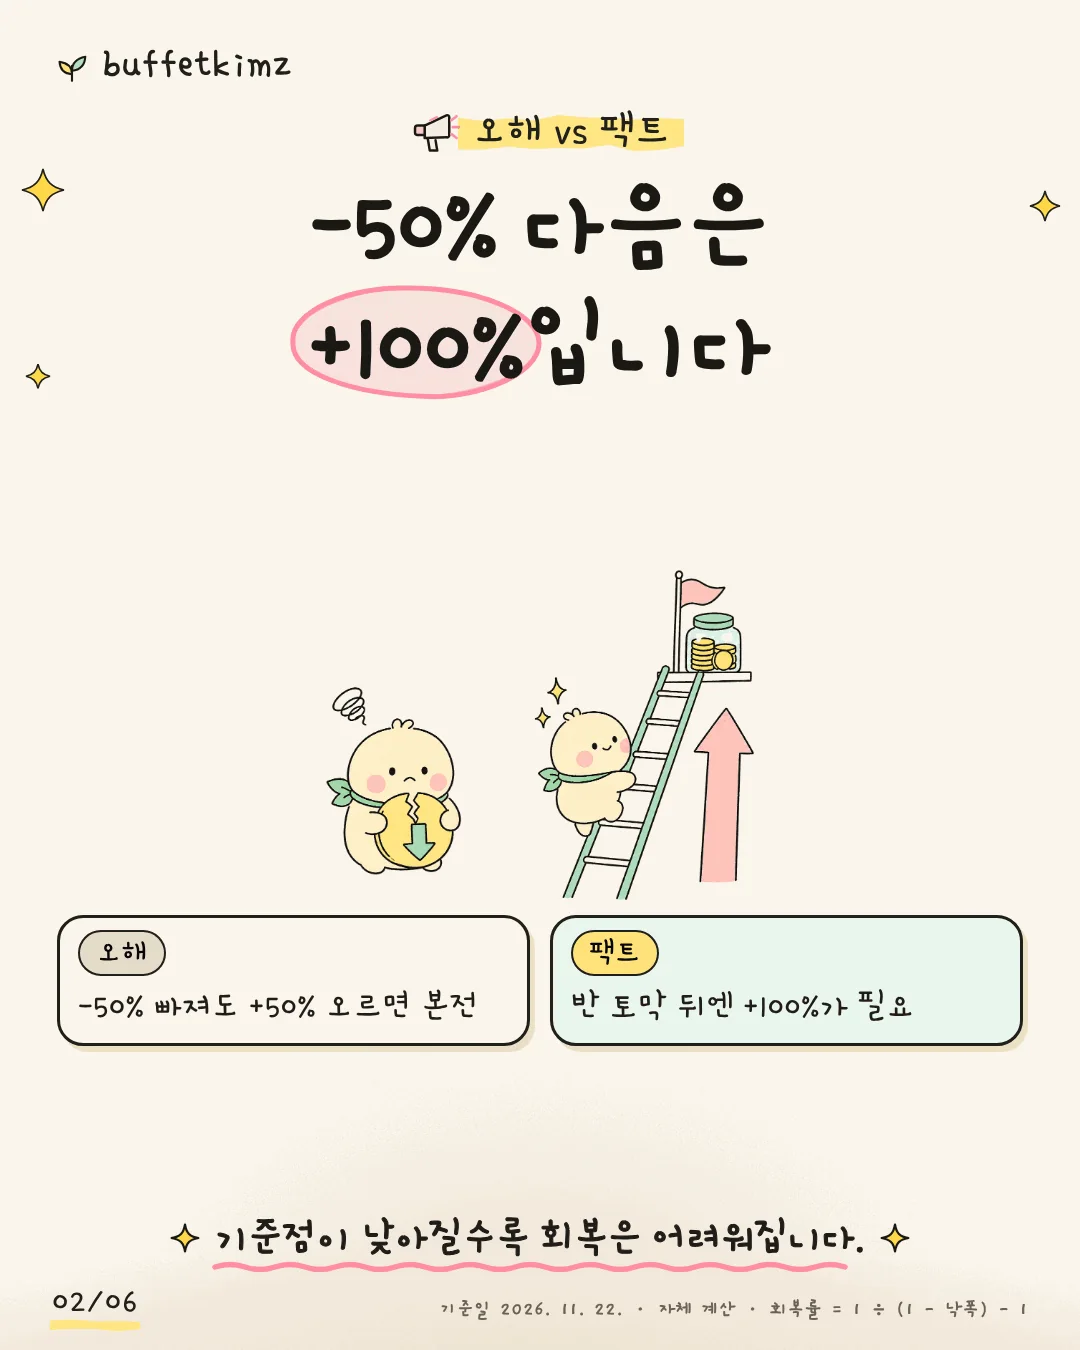 buffetkimz
오해 vs 팩트
-50% 다음은
+100%입니다
오해
-50% 빠져도 +50% 오르면 본전
팩트
반 토막 뒤엔 +100%가 필요
기준점이 낮아질수록 회복은 어려워집니다.
02/06
기준일 2026. 11. 22. · 자체 계산 · 회복률 = 1 ÷ (1 - 낙폭) - 1